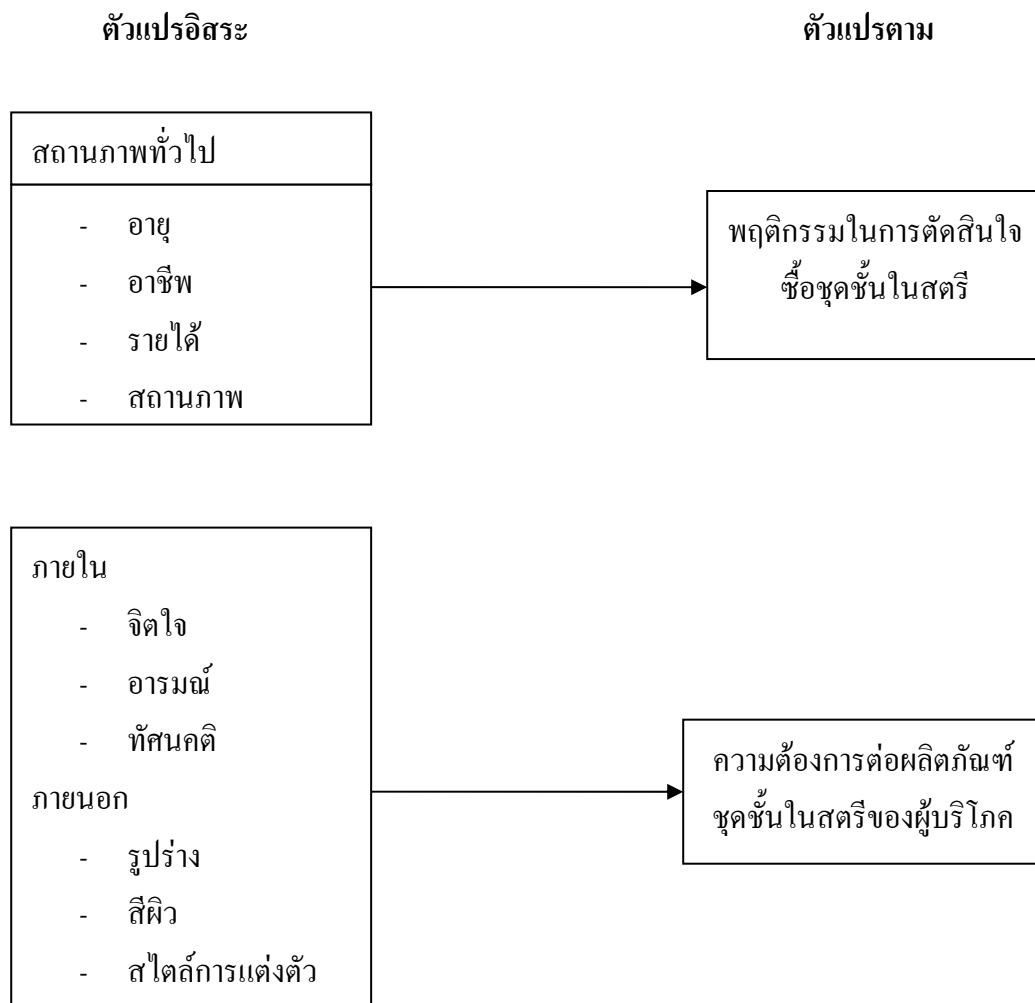 ตัวแปรอิสระ
ตัวแปรตาม
สถานภาพทั่วไป
- อายุ
- อาชีพ
- รายได้
- สถานภาพ
พฤติกรรมในการตัดสินใจ
ซื้อชุดชั้นในสตรี
ภายใน
- จิตใจ
- อารมณ์
- ทัศนคติ
ภายนอก
- รูปร่าง
- สีผิว
- สไตล์การแต่งตัว
ความต้องการต่อผลิตภัณฑ์
ชุดชั้นในสตรีของผู้บริโภค